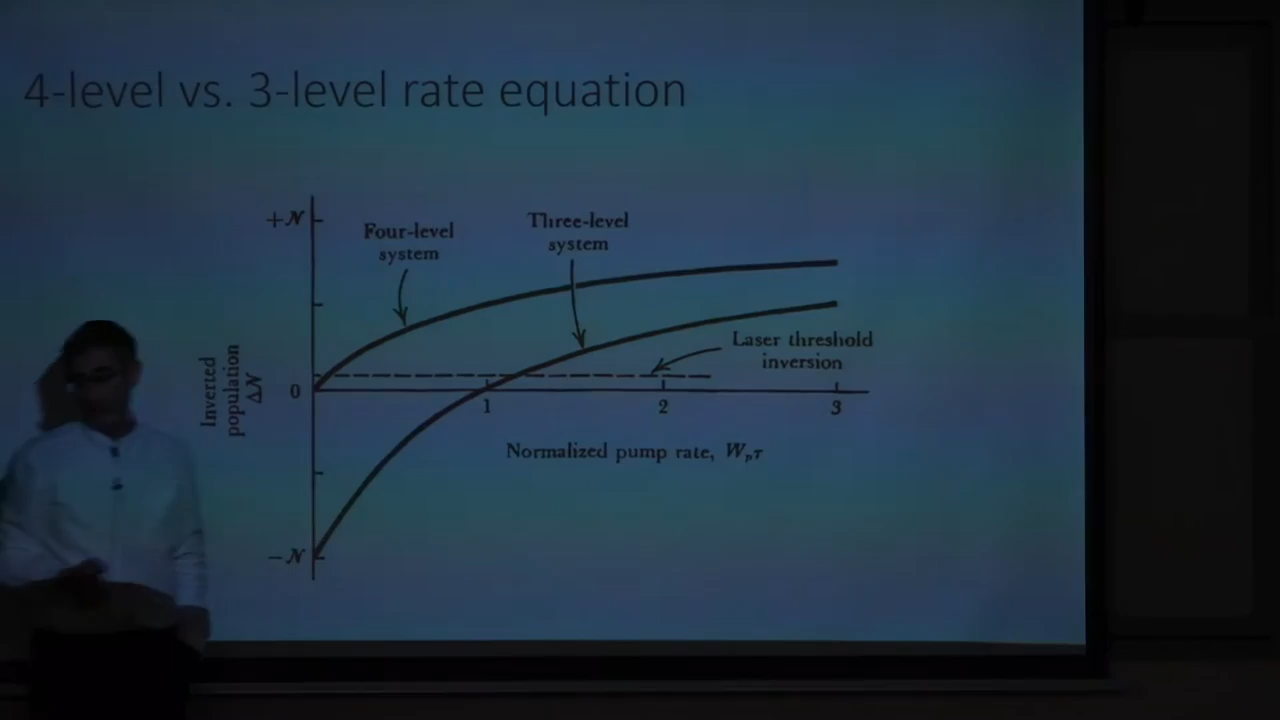 4-level vs. 3-level rate equation
+N
Four-level
system
Three-level
system
Laser threshold
inversion
Inverted
population
ΔN
0
1
2
3
Normalized pump rate, Wpτ
−N